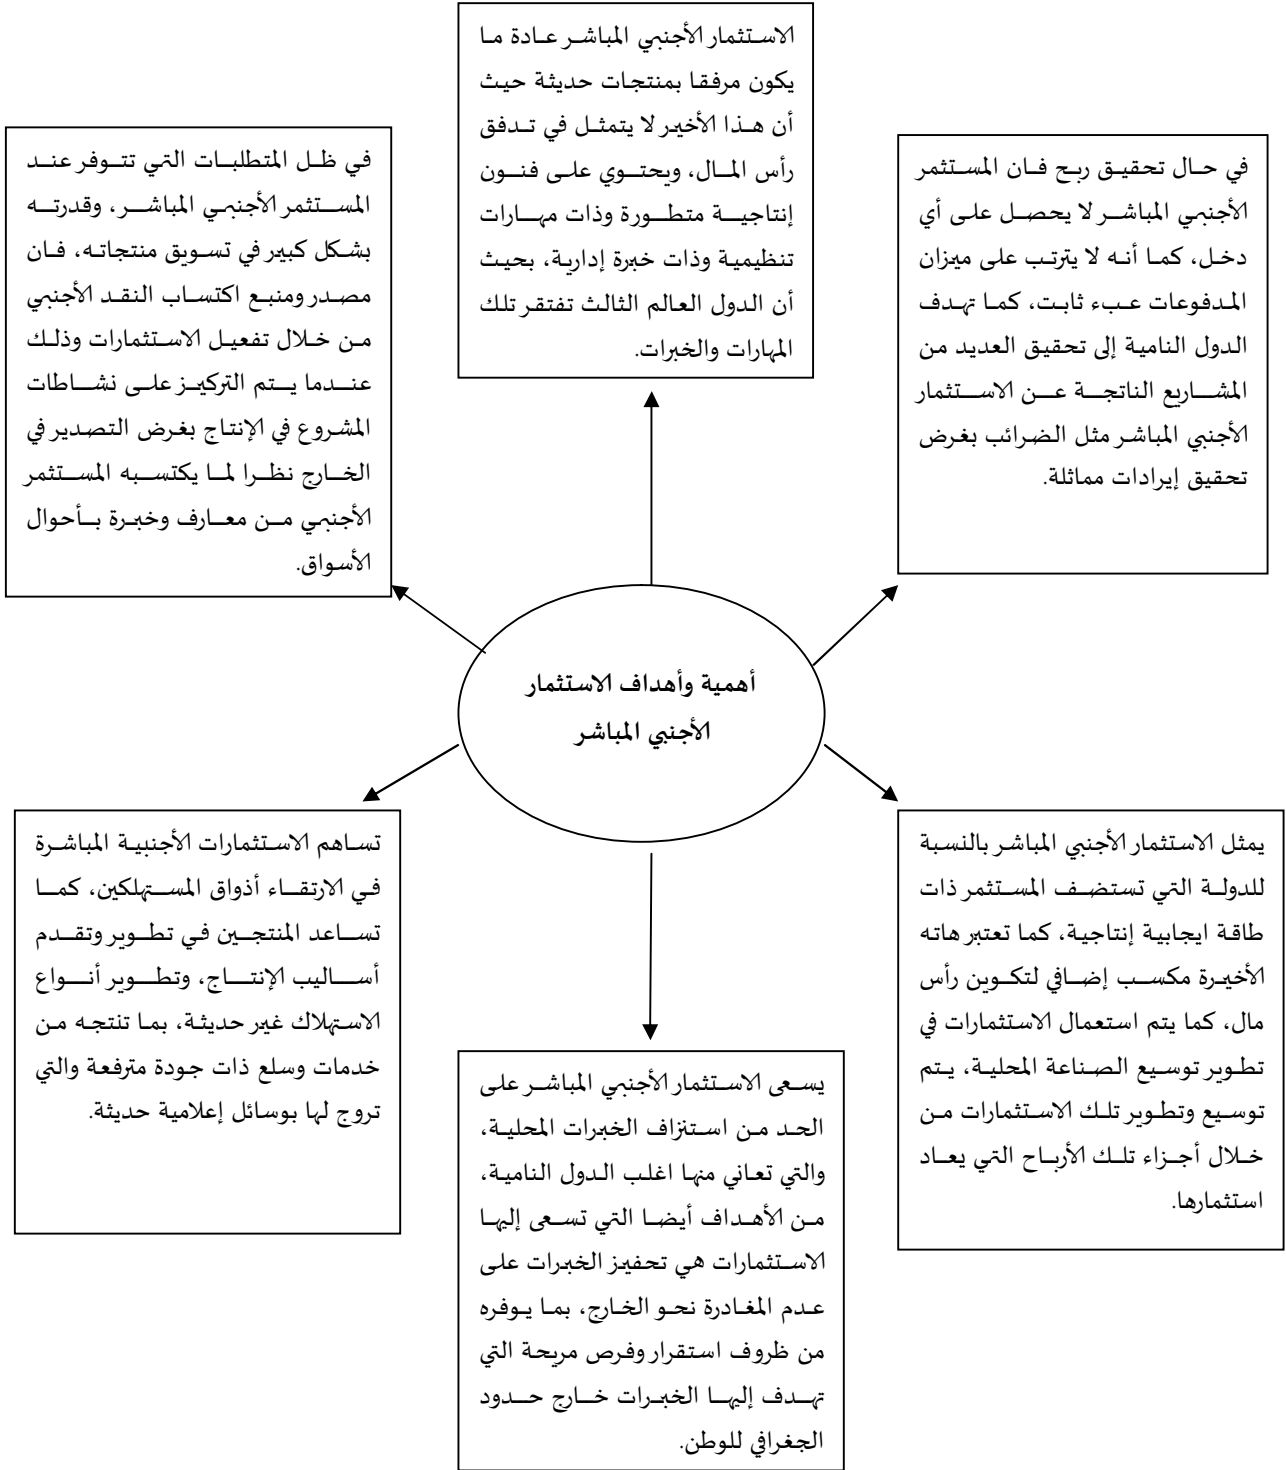 الاستثمار الأجنبي المباشر عادة ما
يكون مرفقا بمنتجات حديثة حيث
أن هذا الأخير لا يتمثل في تدفق
رأس المال، ويحتوي على فنون
إنتاجية متطورة وذات مهارات
تنظيمية وذات خبرة إدارية، بحيث
أن الدول العالم الثالث تفتقر تلك
المهارات والخبرات.
في حال تحقيق ربح فان المستثمر
الأجنبي المباشر لا يحصل على أي
دخل، كما أنه لا يترتب على ميزان
المدفوعات عبء ثابت، كما تهدف
الدول النامية إلى تحقيق العديد من
المشاريع الناتجة عن الاستثمار
الأجنبي المباشر مثل الضرائب بغرض
تحقيق إيرادات مماثلة.
في ظل المتطلبات التي تتوفر عند
المستثمر الأجنبي المباشر، وقدرته
بشكل كبير في تسويق منتجاته، فان
مصدر ومنبع اكتساب النقد الأجنبي
من خلال تفعيل الاستثمارات وذلك
عندما يتم التركيز على نشاطات
المشروع في الإنتاج بغرض التصدير في
الخارج نظرا لما يكتسبه المستثمر
الأجنبي من معارف وخبرة بأحوال
الأسواق.
أهمية وأهداف الاستثمار
الأجنبي المباشر
يمثل الاستثمار الأجنبي المباشر بالنسبة
للدولة التي تستضف المستثمر ذات
طاقة ايجابية إنتاجية، كما تعتبر هاته
الأخيرة مكسب إضافي لتكوين رأس
مال، كما يتم استعمال الاستثمارات في
تطوير توسيع الصناعة المحلية، يتم
توسيع وتطوير تلك الاستثمارات من
خلال أجزاء تلك الأرباح التي يعاد
استثمارها.
تساهم الاستثمارات الأجنبية المباشرة
في الارتقاء أذواق المستهلكين، كما
تساعد المنتجين في تطوير وتقدم
أساليب الإنتاج، وتطوير أنواع
الاستهلاك غير حديثة، بما تنتجه من
خدمات وسلع ذات جودة مترفعة والتي
تروج لها بوسائل إعلامية حديثة.
يسعى الاستثمار الأجنبي المباشر على
الحد من استنزاف الخبرات المحلية،
والتي تعاني منها اغلب الدول النامية،
من الأهداف أيضا التي تسعى إليها
الاستثمارات هي تحفيز الخبرات على
عدم المغادرة نحو الخارج، بما يوفره
من ظروف استقرار وفرص مربحة التي
تهدف إليها الخبرات خارج حدود
الجغرافي للوطن.